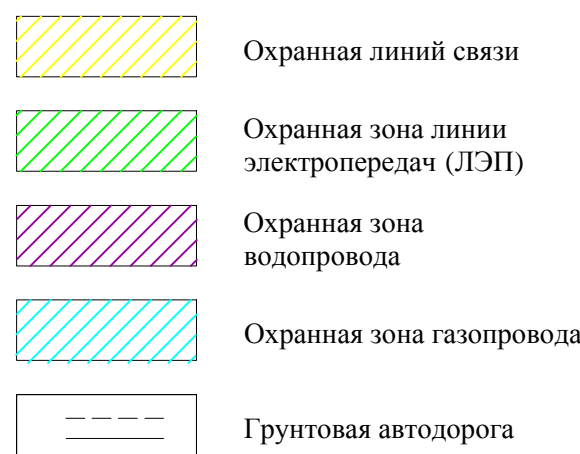 Охранная линий связи
Охранная зона линии
электропередач (ЛЭП)
Охранная зона
водопровода
Охранная зона газопровода
Грунтовая автодорога